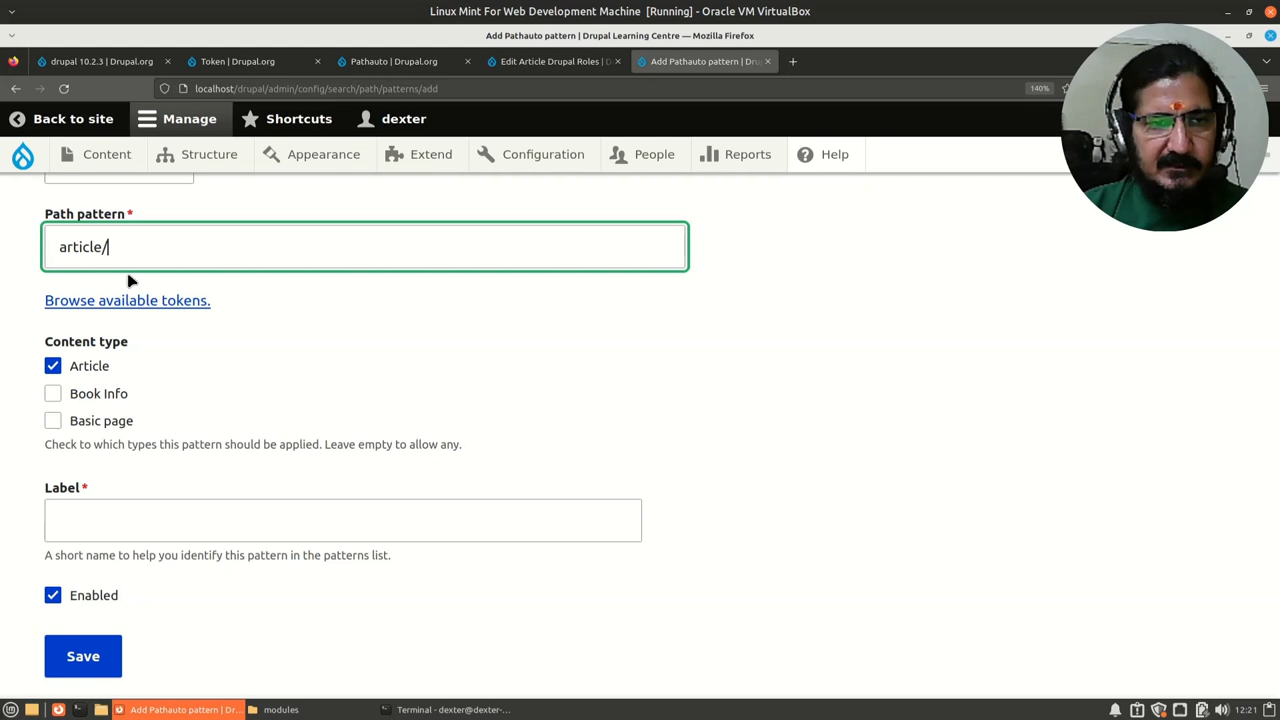 Linux Mint For Web Development Machine [Running] - Oracle VM VirtualBox
Add Pathauto pattern | Drupal Learning Centre — Mozilla Firefox
drupal 10.2.3 | Drupal.org
Token | Drupal.org
Pathauto | Drupal.org
Edit Article Drupal Roles | D
Add Pathauto pattern | Dr
localhost/drupal/admin/config/search/path/patterns/add
140%
Back to site
Manage
Shortcuts
dexter
Content
Structure
Appearance
Extend
Configuration
People
Reports
Help
Path pattern*
article/
Browse available tokens.
Content type
Article
Book Info
Basic page
Check to which types this pattern should be applied. Leave empty to allow any.
Label*
A short name to help you identify this pattern in the patterns list.
Enabled
Save
Add Pathauto pattern | Dr...
modules
Terminal - dexter@dexter-...
12:21